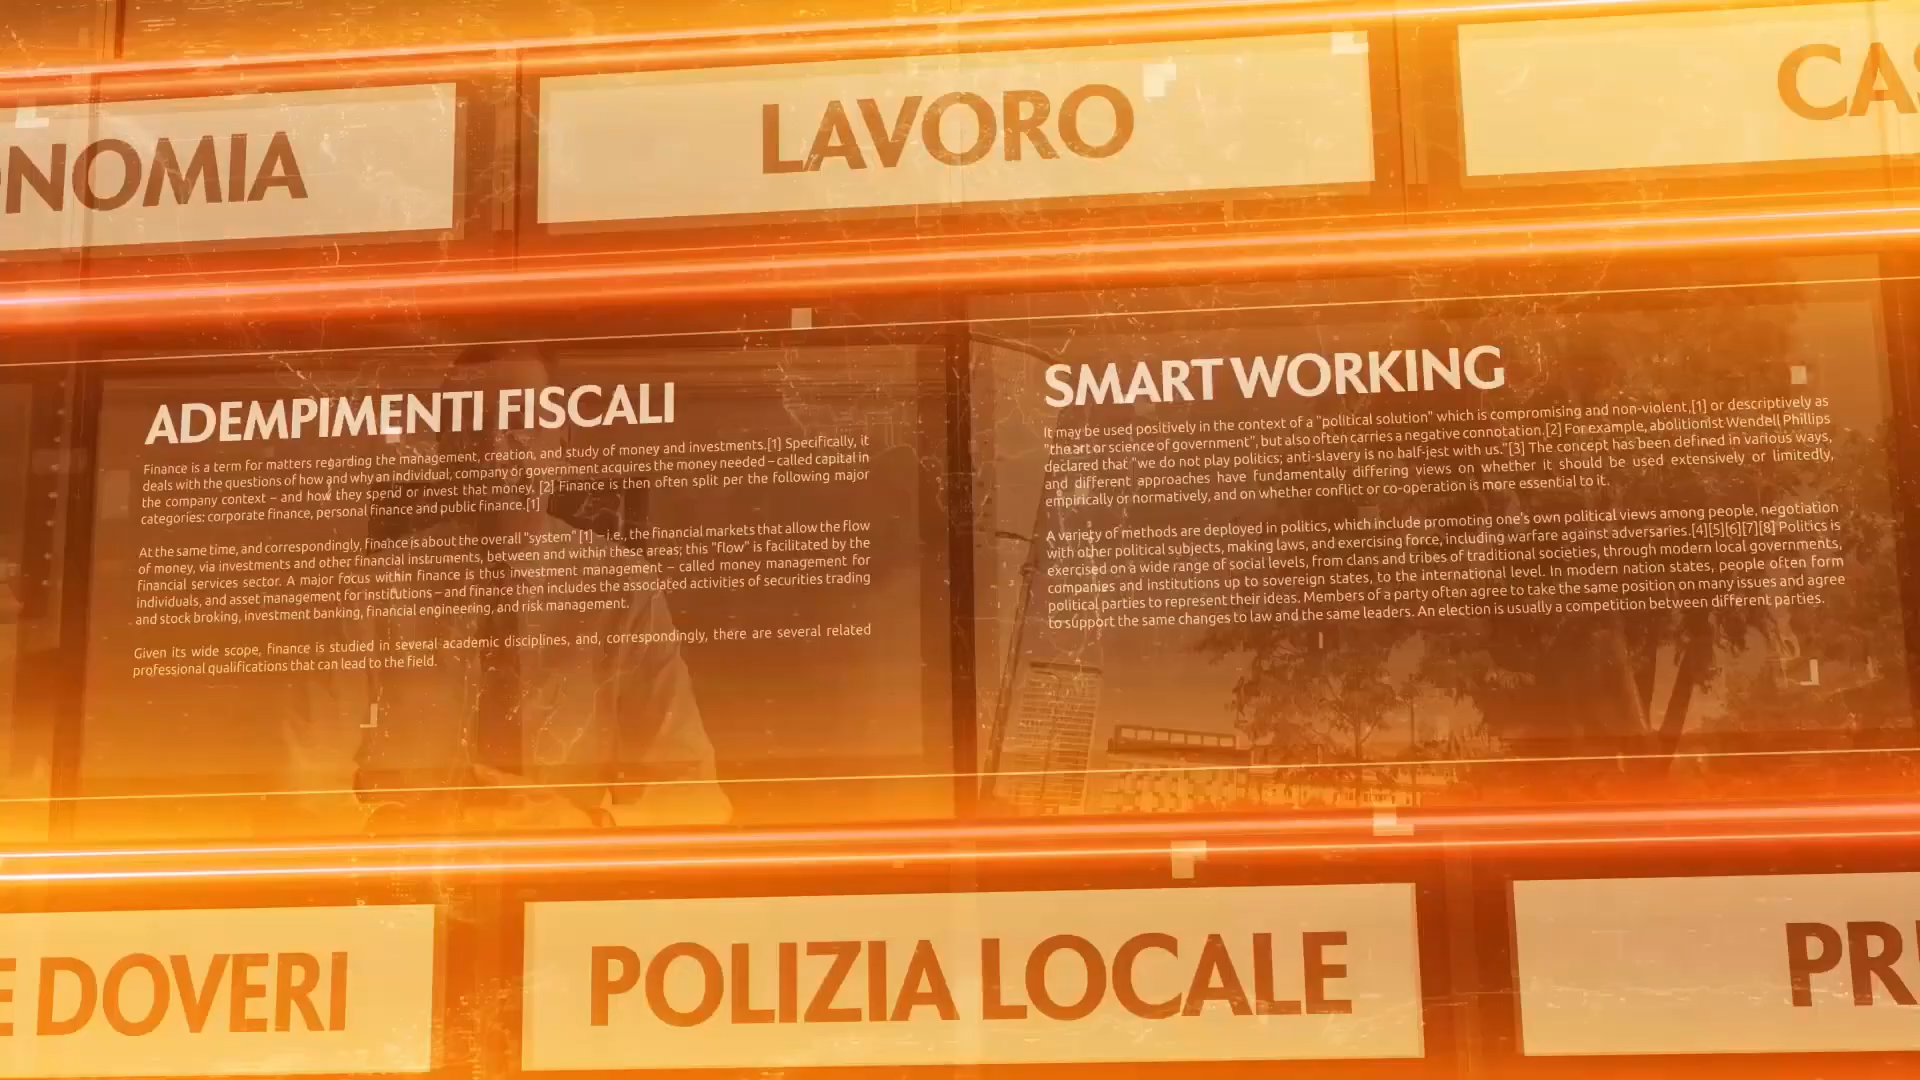 NOMIA
LAVORO
CAS
ADEMPIMENTI FISCALI
Finance is a term for matters regarding the management, creation, and study of money and investments.[1] Specifically, it
deals with the questions of how and why an individual, company or government acquires the money needed – called capital in
the company context – and how they spend or invest that money. [2] Finance is then often split per the following major
categories: corporate finance, personal finance and public finance.[1]
At the same time, and correspondingly, finance is about the overall "system" [1] – i.e., the financial markets that allow the flow
of money, via investments and other financial instruments, between and within these areas; this "flow" is facilitated by the
financial services sector. A major focus within finance is thus investment management – called money management for
individuals, and asset management for institutions – and finance then includes the associated activities of securities trading
and stock broking, investment banking, financial engineering, and risk management.
Given its wide scope, finance is studied in several academic disciplines, and, correspondingly, there are several related
professional qualifications that can lead to the field.
SMART WORKING
It may be used positively in the context of a "political solution" which is compromising and non-violent,[1] or descriptively as
"the art or science of government", but also often carries a negative connotation.[2] For example, abolitionist Wendell Phillips
declared that "we do not play politics; anti-slavery is no half-jest with us."[3] The concept has been defined in various ways,
and different approaches have fundamentally differing views on whether it should be used extensively or limitedly,
empirically or normatively, and on whether conflict or co-operation is more essential to it.
A variety of methods are deployed in politics, which include promoting one's own political views among people, negotiation
with other political subjects, making laws, and exercising force, including warfare against adversaries.[4][5][6][7][8] Politics is
exercised on a wide range of social levels, from clans and tribes of traditional societies, through modern local governments,
companies and institutions up to sovereign states, to the international level. In modern nation states, people often form
political parties to represent their ideas. Members of a party often agree to take the same position on many issues and agree
to support the same changes to law and the same leaders. An election is usually a competition between different parties.
E DOVERI
POLIZIA LOCALE
PRI